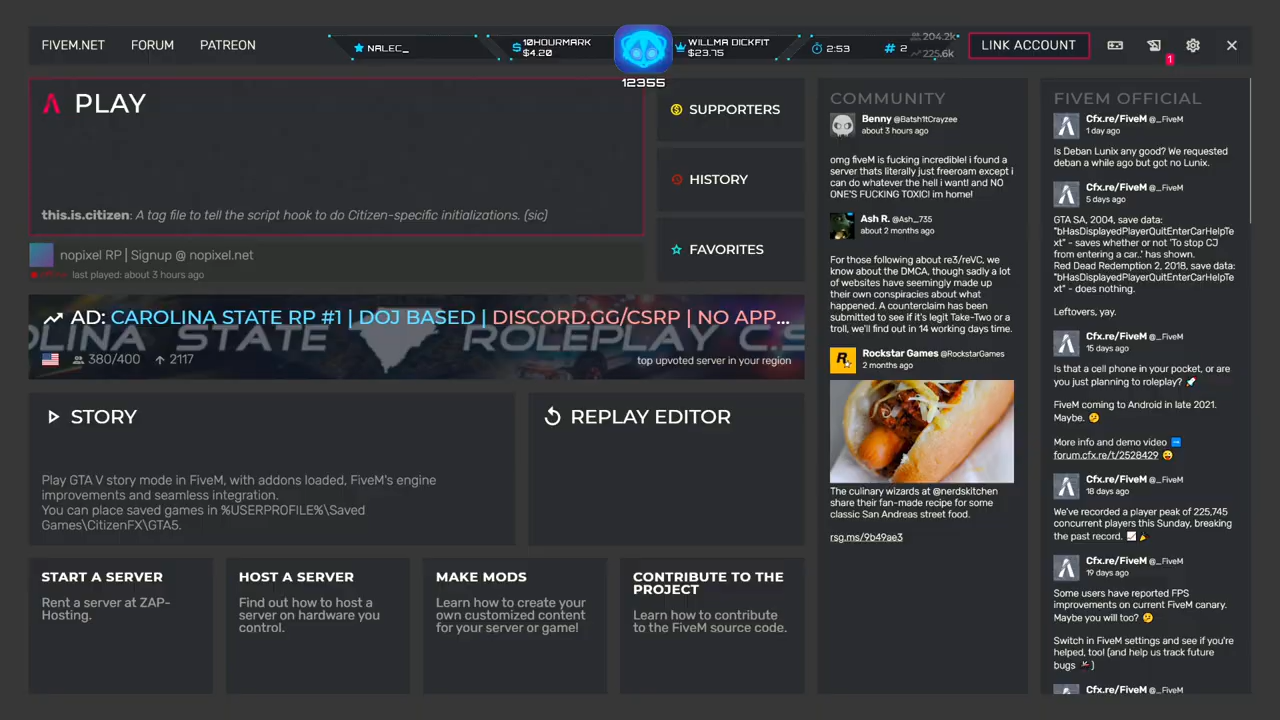 FIVEM.NET
FORUM
PATREON
NALEC_
10HOURMARK
$4.20
12355
WILLMA DICKFIT
$23.75
2:53
# 2
204.2k
225.6k
LINK ACCOUNT
1
PLAY
this.is.citizen: A tag file to tell the script hook to do Citizen-specific initializations. (sic)
nopixel RP | Signup @ nopixel.net
last played: about 3 hours ago
SUPPORTERS
HISTORY
FAVORITES
AD: CAROLINA STATE RP #1 | DOJ BASED | DISCORD.GG/CSRP | NO APP...
OLINA STATE ROLEPLAY C.S
380/400
2117
top upvoted server in your region
STORY
Play GTA V story mode in FiveM, with addons loaded, FiveM's engine
improvements and seamless integration.
You can place saved games in %USERPROFILE%\Saved
Games\CitizenFX\GTA5.
REPLAY EDITOR
START A SERVER
Rent a server at ZAP-
Hosting.
HOST A SERVER
Find out how to host a
server on hardware you
control.
MAKE MODS
Learn how to create your
own customized content
for your server or game!
CONTRIBUTE TO THE
PROJECT
Learn how to contribute
to the FiveM source code.
COMMUNITY
Benny @Batsh1tCrayzee
about 3 hours ago
omg fiveM is fucking incredible! i found a
server thats literally just freeroam except i
can do whatever the hell i want! and NO
ONE'S FUCKING TOXIC! im home!
Ash R. @Ash_735
about 2 months ago
For those following about re3/reVC, we
know about the DMCA, though sadly a lot
of websites have seemingly made up
their own conspiracies about what
happened. A counterclaim has been
submitted to see if it's legit Take-Two or a
troll, we'll find out in 14 working days time.
Rockstar Games @RockstarGames
2 months ago
The culinary wizards at @nerdskitchen
share their fan-made recipe for some
classic San Andreas street food.
rsg.ms/9b49ae3
FIVEM OFFICIAL
Cfx.re/FiveM @_FiveM
1 day ago
Is Deban Lunix any good? We requested
deban a while ago but got no Lunix.
Cfx.re/FiveM @_FiveM
5 days ago
GTA SA, 2004, save data:
"bHasDisplayedPlayerQuitEnterCarHelpTe
xt" - saves whether or not 'To stop CJ
from entering a car..' has shown.
Red Dead Redemption 2, 2018, save data:
"bHasDisplayedPlayerQuitEnterCarHelpTe
xt" - does nothing.
Leftovers, yay.
Cfx.re/FiveM @_FiveM
15 days ago
Is that a cell phone in your pocket, or are
you just planning to roleplay? 🚀
FiveM coming to Android in late 2021.
Maybe. 😕
More info and demo video ➡️
forum.cfx.re/t/2528429 😛
Cfx.re/FiveM @_FiveM
18 days ago
We've recorded a player peak of 225,745
concurrent players this Sunday, breaking
the past record. 📈 🎉
Cfx.re/FiveM @_FiveM
19 days ago
Some users have reported FPS
improvements on current FiveM canary.
Maybe you will too? 😕
Switch in FiveM settings and see if you're
helped, too! (and help us track future
bugs)
Cfx.re/FiveM @_FiveM